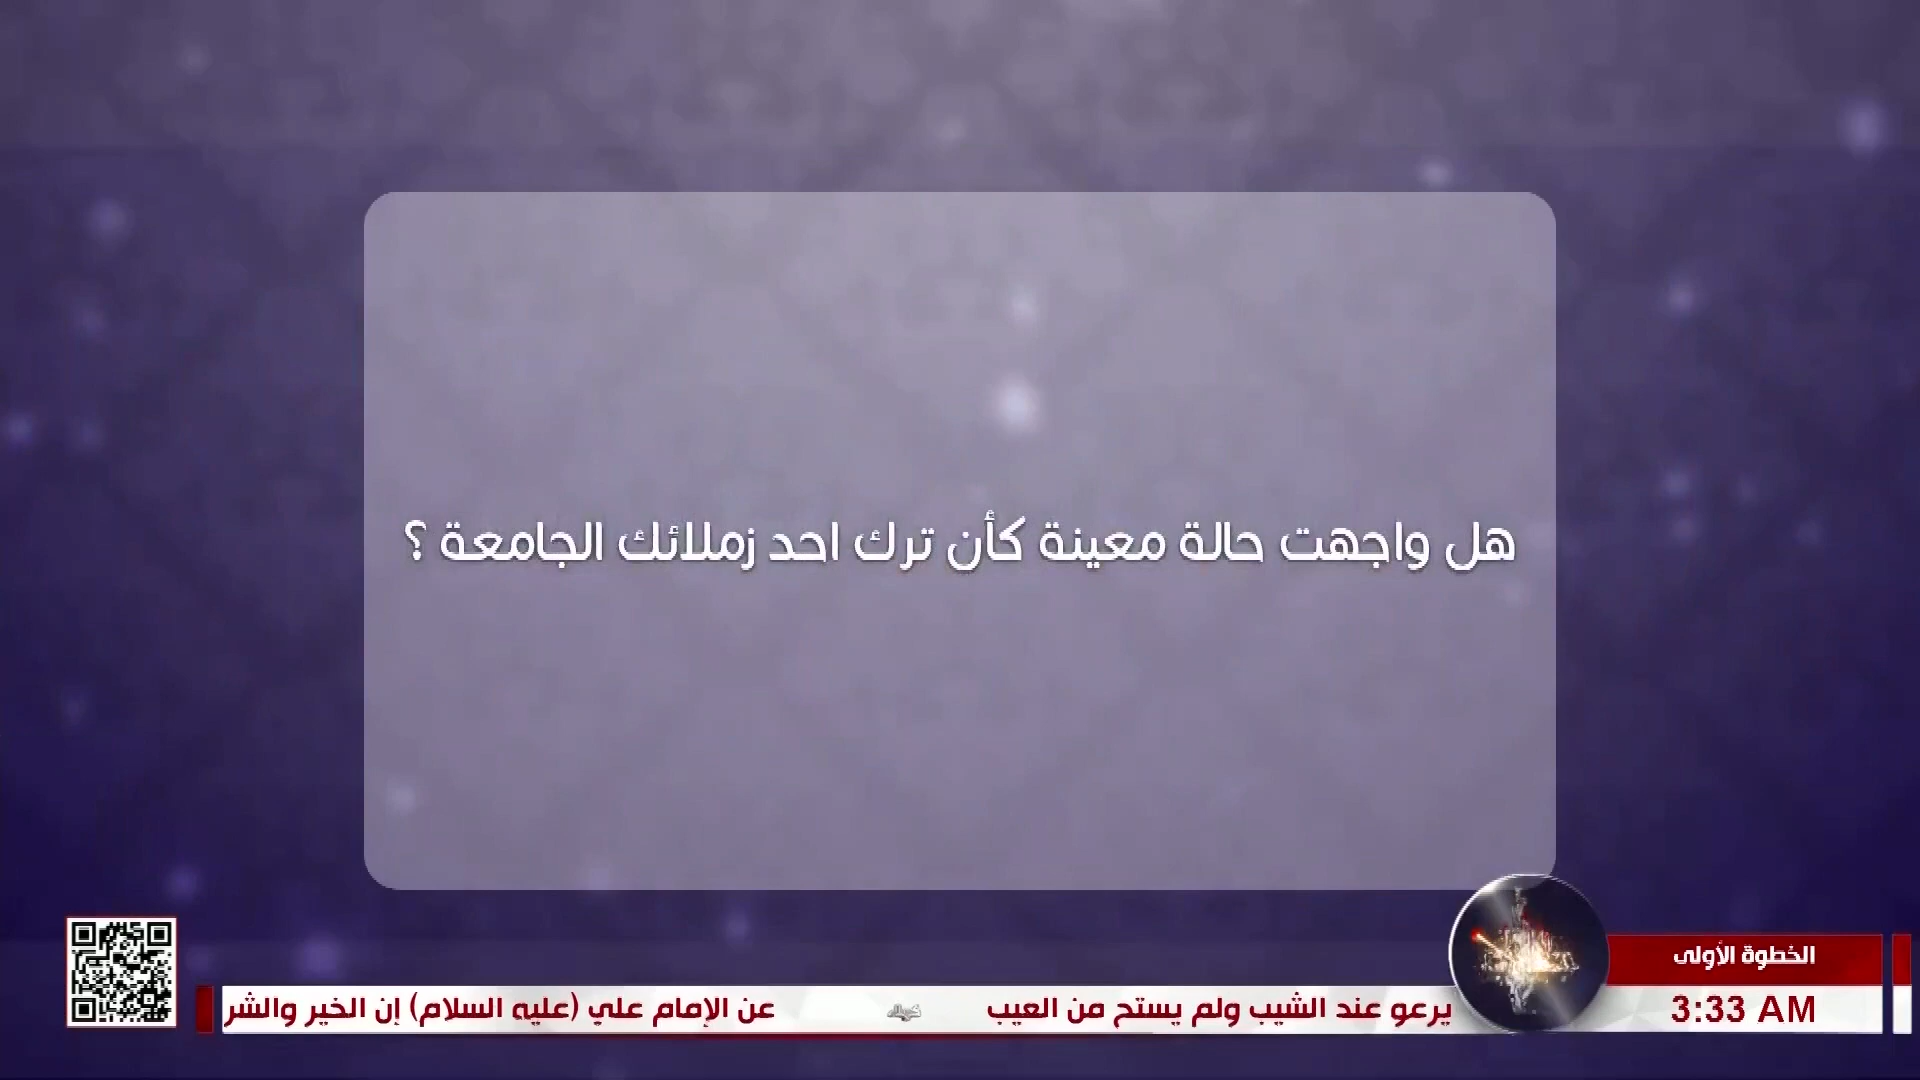 هل واجهت حالة معينة كأن ترك احد زملائك الجامعة ؟
الخطوة الأولى
3:33 AM
يرعو عند الشيب ولم يستح من العيب
عن الإمام علي (عليه السلام) إن الخير والشر